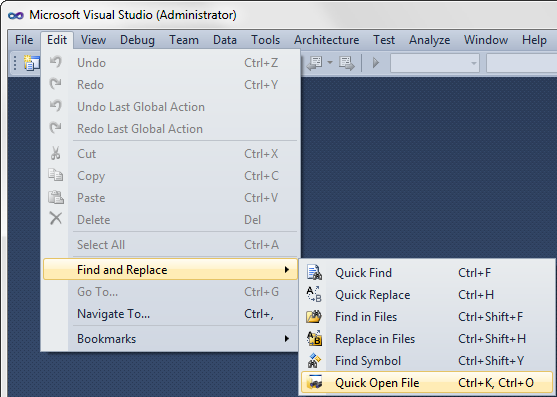 Microsoft Visual Studio (Administrator)
File Edit View Debug Team Data Tools Architecture Test Analyze Window Help
Undo Ctrl+Z
Redo Ctrl+Y
Undo Last Global Action
Redo Last Global Action
Cut Ctrl+X
Copy Ctrl+C
Paste Ctrl+V
Delete Del
Select All Ctrl+A
Find and Replace
Go To... Ctrl+G
Navigate To... Ctrl+,
Bookmarks
Quick Find Ctrl+F
Quick Replace Ctrl+H
Find in Files Ctrl+Shift+F
Replace in Files Ctrl+Shift+H
Find Symbol Ctrl+Shift+Y
Quick Open File Ctrl+K, Ctrl+O